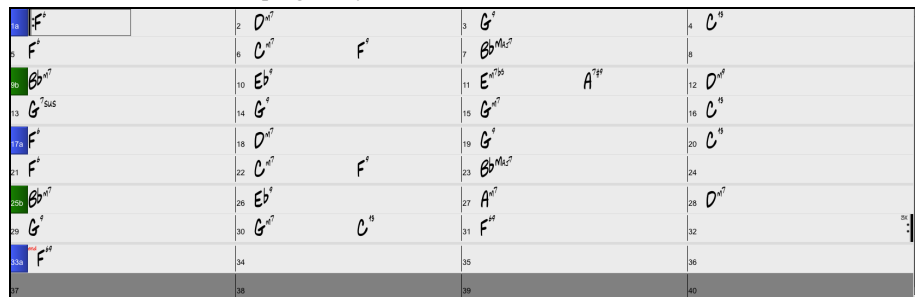 1a F6 2 Dm7 3 G9 4 C13
5 F6 6 Cm7 F9 7 BbMaj7 8
9b Bbm7 10 Eb9 11 Em7b5 A7#9 12 Dm9
13 G7sus 14 G9 15 Gm7 16 C13
17a F6 18 Dm7 19 G9 20 C13
21 F6 22 Cm7 F9 23 BbMaj7 24
25b Bbm7 26 Eb9 27 Am7 28 Dm7
29 G9 30 Gm7 C13 31 F69 32
33a F69 34 35 36
37 38 39 40